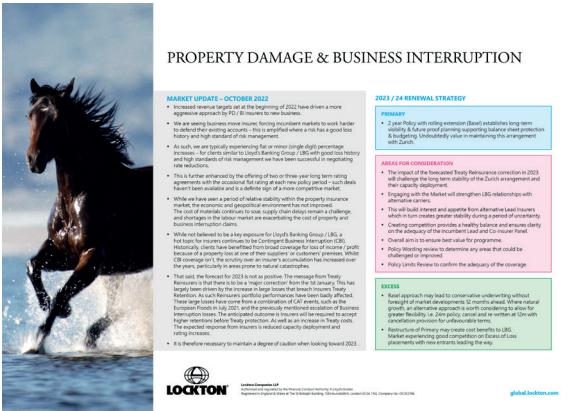 PROPERTY DAMAGE & BUSINESS INTERRUPTION
MARKET UPDATE – OCTOBER 2022
• Increased revenue targets set at the beginning of 2022 have driven a more
aggressive approach by PD / BI insurers to new business.
• We are seeing business move insurer, forcing incumbent markets to work harder
to defend their existing accounts – this is amplified where a risk has a good loss
history and high standard of risk management.
• As such, we are typically experiencing flat or minor (single digit) percentage
increases – for clients similar to Lloyds Banking Group / LBG with good loss history
and high standards of risk management we have been successful in negotiating
rate reductions.
• This is further enhanced by the offering of two or three-year long term rating
agreements with the occasional flat rating at each new policy period – such deals
haven't been available and is a definite sign of a more competitive market.
• While we have seen a period of relative stability within the property insurance
market, the economic and geopolitical environment has not improved.
The cost of materials continues to soar, supply chain delays remain a challenge,
and shortages in the labour market are exacerbating the cost of property and
business interruption claims.
• While not believed to be a key exposure for Lloyd's Banking Group / LBG, a
hot topic for insurers continues to be Contingent Business Interruption (CBI).
Historically, clients have benefited from broad coverage for loss of income / profit
because of a property loss at one of their suppliers' or customers' premises. Whilst
CBI coverage isn't, the scrutiny over an insurer's accumulation has increased over
the years, particularly in areas prone to natural catastrophes.
• That said, the forecast for 2023 is not as positive. The message from Treaty
Reinsurers is that there is to be a 'major correction' from the 1st January. This has
largely been driven by the increase in large losses that breach Insurers Treaty
Retention. As such Reinsurers portfolio performances have been badly affected.
These large losses have come from a combination of CAT events, such as the
European Floods in July 2021, and the previously mentioned escalation of Business
Interruption losses. The anticipated outcome is Insurers will be required to accept
higher retentions before Treaty protection. As well as an increase in Treaty costs.
The expected response from insurers is reduced capacity deployment and
rating increases.
• It is therefore necessary to maintain a degree of caution when looking toward 2023.
2023 / 24 RENEWAL STRATEGY
PRIMARY
• 2 year Policy with rolling extension (Basel) establishes long-term
visibility & future proof planning supporting balance sheet protection
& budgeting. Undoubtedly value in maintaining this arrangement
with Zurich.
AREAS FOR CONSIDERATION
• The impact of the forecasted Treaty Reinsurance correction in 2023
will challenge the long term stability of the Zurich arrangement and
their capacity deployment.
• Engaging with the Market will strengthen LBG relationships with
alternative carriers.
• This will build interest and appetite from alternative Lead Insurers
which in turn creates greater stability during a period of uncertainty.
• Creating competition provides a healthy balance and ensures clarity
on the adequacy of the incumbent Lead and Co-insurer Panel.
• Overall aim is to ensure best value for programme.
• Policy Wording review to determine any areas that could be
challenged or improved.
• Policy Limits Review to confirm the adequacy of the coverage.
EXCESS
• Basel approach may lead to conservative underwriting without
foresight of market developments 12 months ahead. Where natural
growth, an alternative approach is worth considering to allow for
greater flexibility. i.e. 24m policy, cancel and re-written at 12m with
cancellation provision for unfavourable terms.
• Restructure of Primary may create cost benefits to LBG.
Market experiencing good competition on Excess of Loss
placements with new entrants leading the way.
LOCKTON
Lockton Companies LLP
global.lockton.com